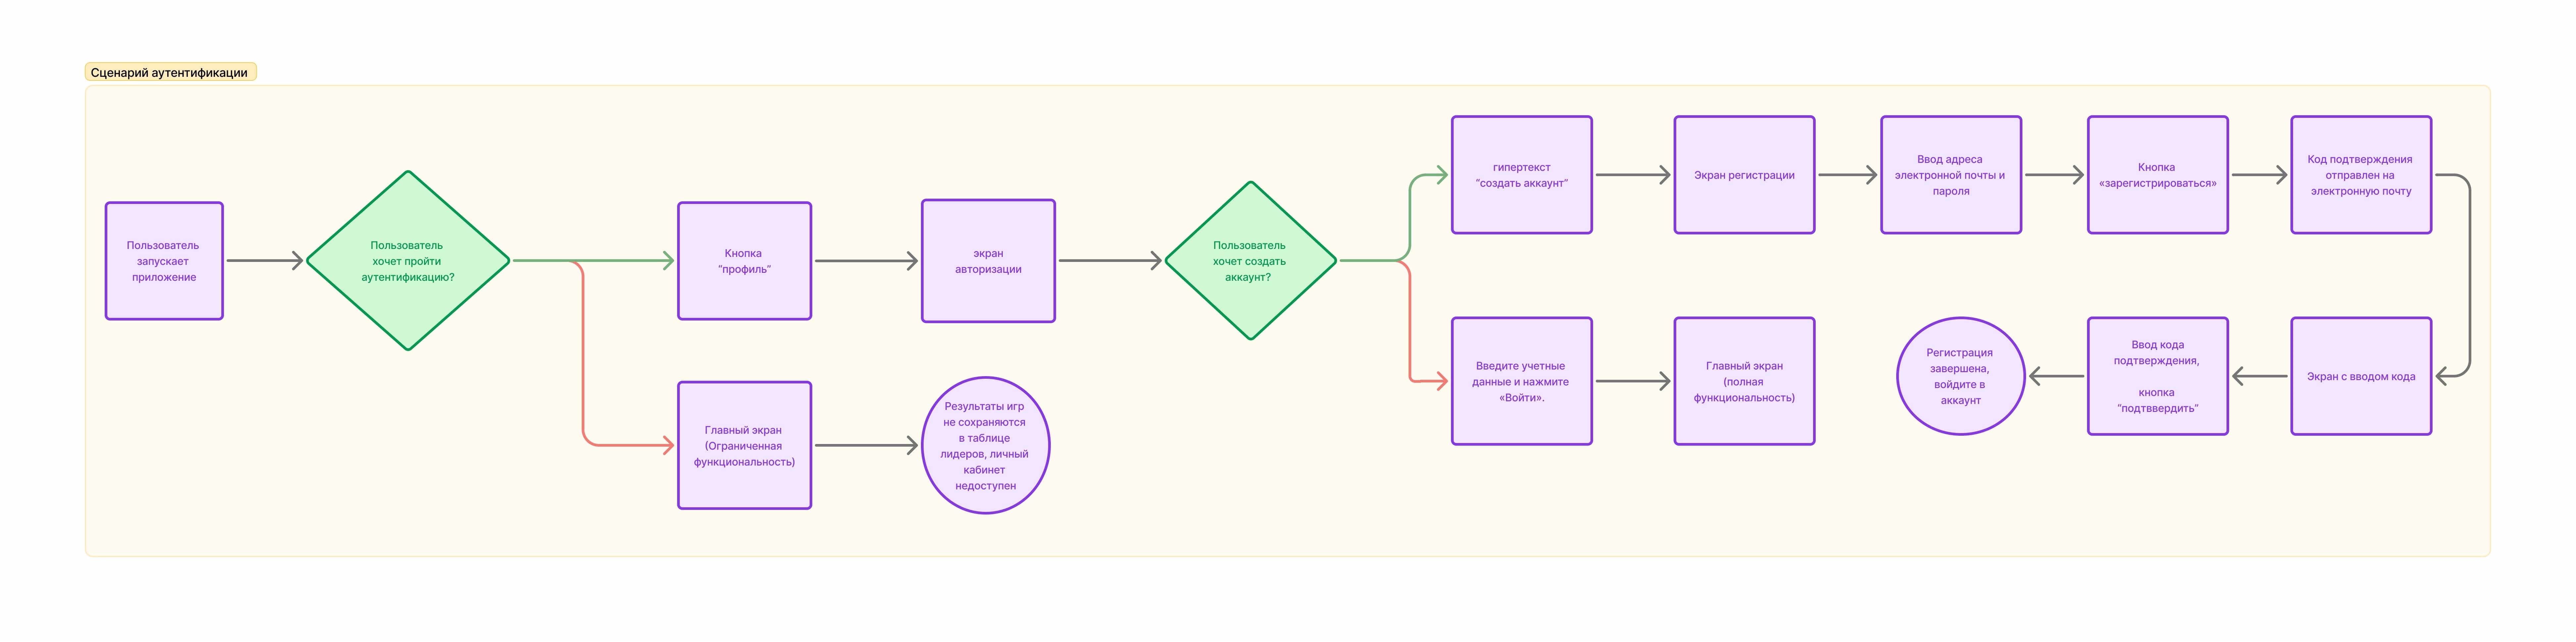 Сценарий аутентификации
Пользователь
запускает
приложение
Пользователь
хочет пройти
аутентификацию?
Кнопка
“профиль”
экран
авторизации
Главный экран
(Ограниченная
функциональность)
Результаты игр
не сохраняются
в таблице
лидеров, личный
кабинет
недоступен
Пользователь
хочет создать
аккаунт?
гипертекст
“создать аккаунт”
Экран регистрации
Ввод адреса
электронной почты и
пароля
Кнопка
«зарегистрироваться»
Код подтверждения
отправлен на
электронную почту
Введите учетные
данные и нажмите
«Войти».
Главный экран
(полная
функциональность)
Регистрация
завершена,
войдите в
аккаунт
Ввод кода
подтверждения,
кнопка
“подтввердить”
Экран с вводом кода